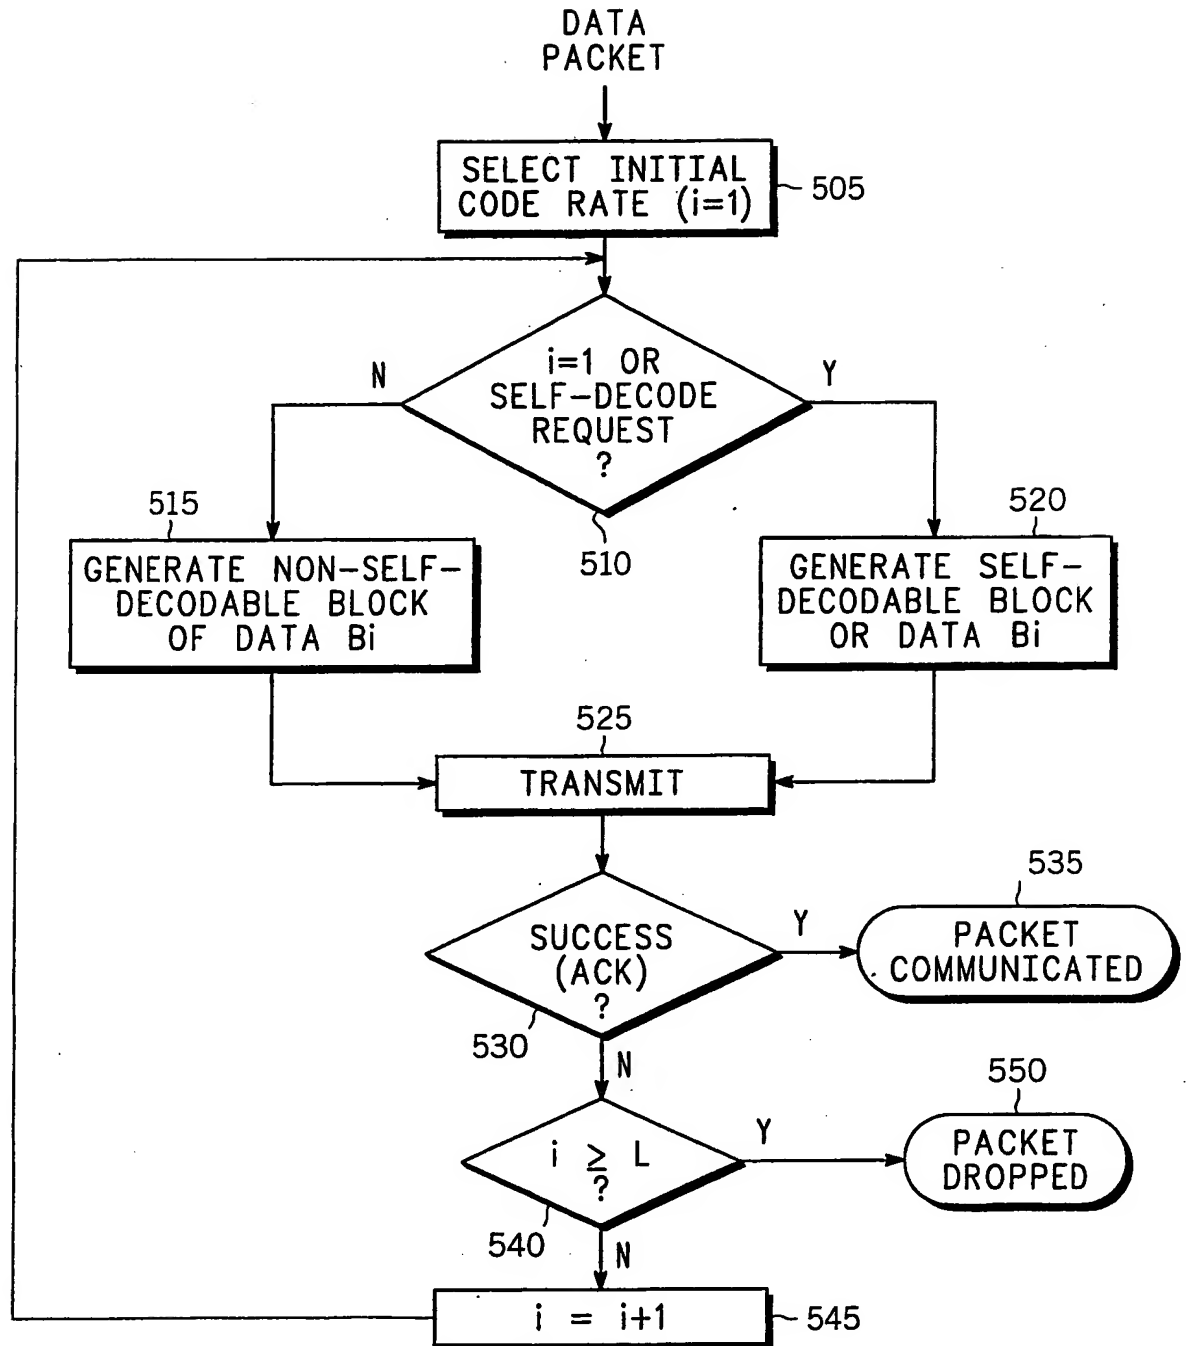 DATA
PACKET
SELECT INITIAL
CODE RATE (i=1)
505
i=1 OR
SELF-DECODE
REQUEST
?
N
Y
510
515
GENERATE NON-SELF-
DECODABLE BLOCK
OF DATA Bi
520
GENERATE SELF-
DECODABLE BLOCK
OR DATA Bi
525
TRANSMIT
SUCCESS
(ACK)
?
530
Y
535
PACKET
COMMUNICATED
N
i ≥ L
?
540
Y
550
PACKET
DROPPED
N
i = i+1
545